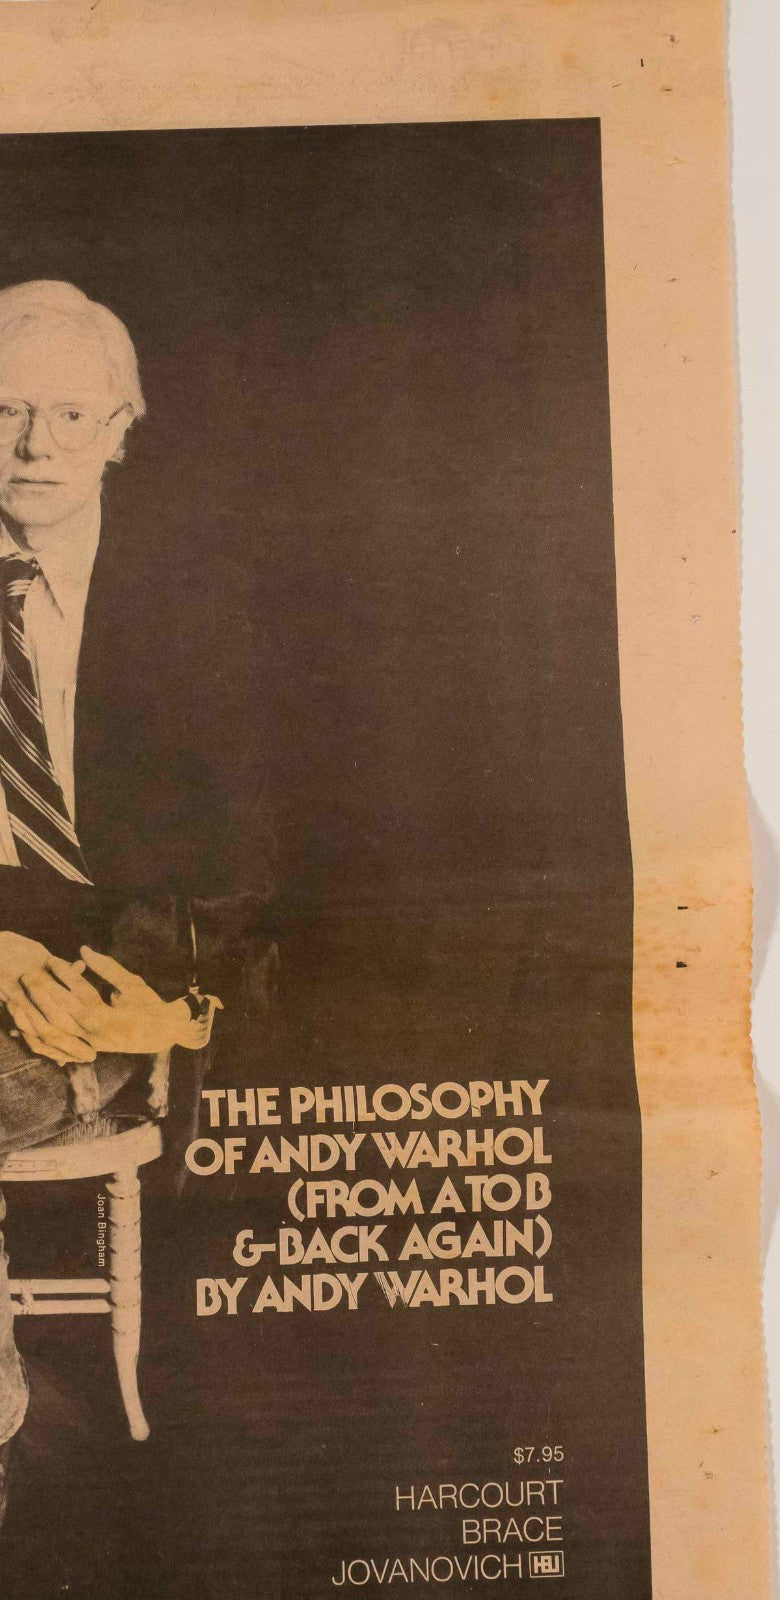 Joan Bingham
THE PHILOSOPHY
OF ANDY WARHOL
(FROM A TO B
& BACK AGAIN)
BY ANDY WARHOL
$7.95
HARCOURT
BRACE
JOVANOVICH HBJ